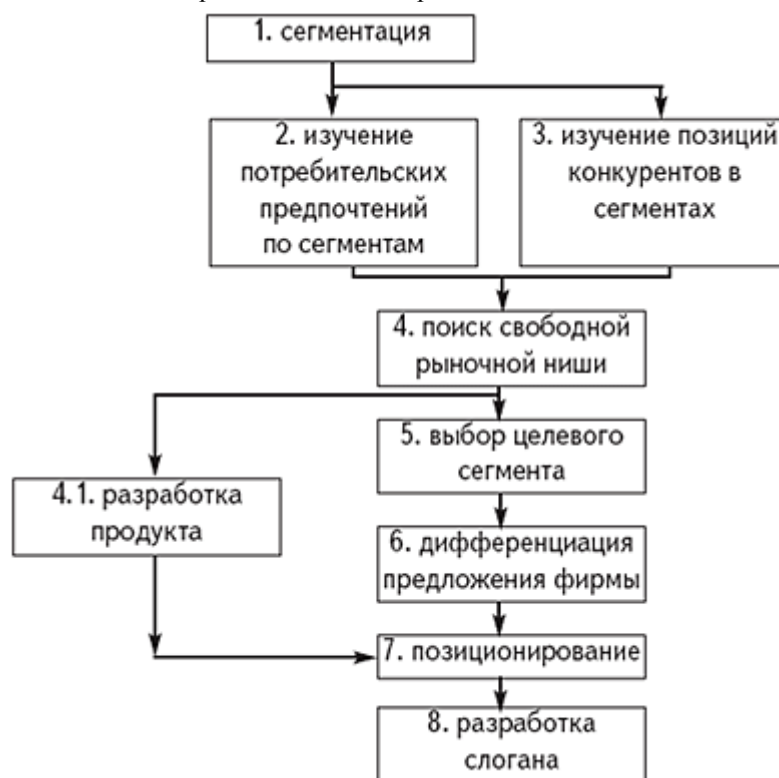 1. сегментация
2. изучение
потребительских
предпочтений
по сегментам
3. изучение позиций
конкурентов в
сегментах
4. поиск свободной
рыночной ниши
5. выбор целевого
сегмента
4.1. разработка
продукта
6. дифференциация
предложения фирмы
7. позиционирование
8. разработка
слогана